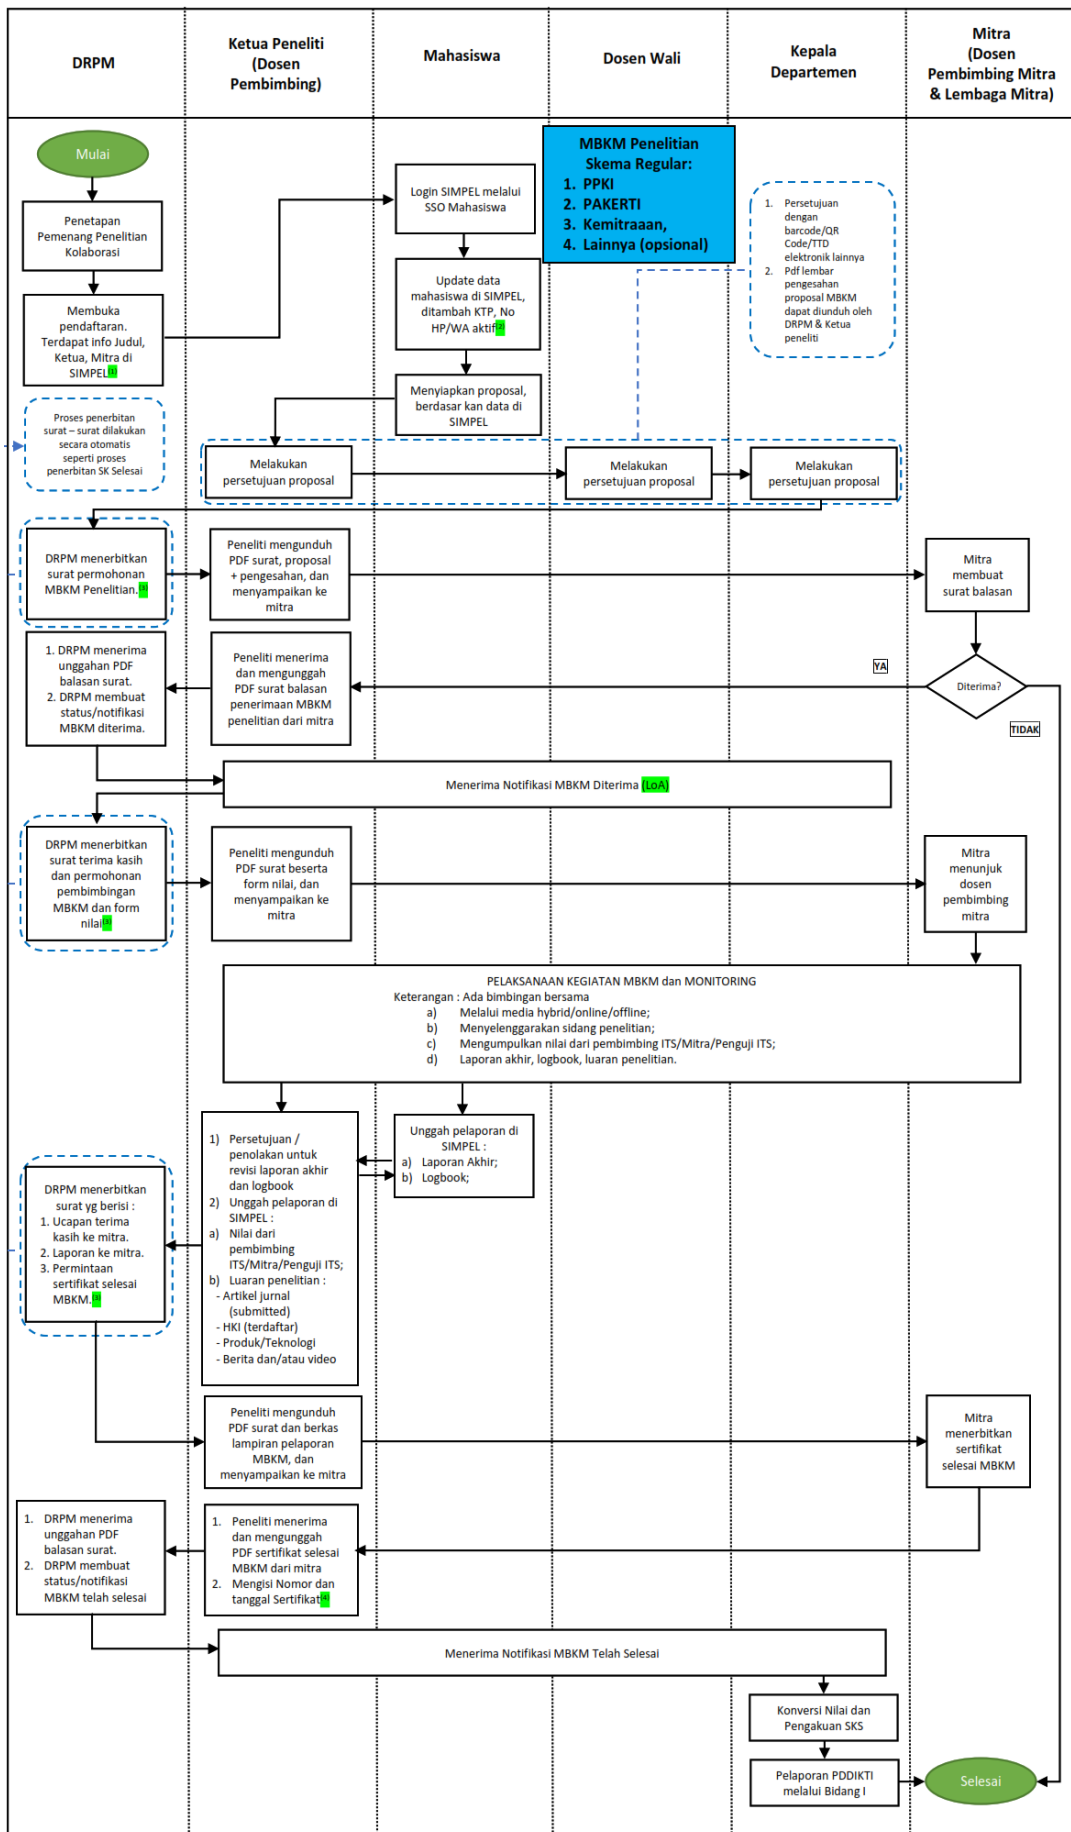 DRPM
Ketua Peneliti
(Dosen
Pembimbing)
Mahasiswa
Dosen Wali
Kepala
Departemen
Mitra
(Dosen
Pembimbing Mitra
& Lembaga Mitra)
Mulai
Penetapan
Pemenang Penelitian
Kolaborasi
Membuka
pendaftaran.
Terdapat info Judul,
Ketua, Mitra di
SIMPEL(1)
Login SIMPEL melalui
SSO Mahasiswa
Update data
mahasiswa di SIMPEL,
ditambah KTP, No
HP/WA aktif(2)
Menyiapkan proposal,
berdasar kan data di
SIMPEL
MBKM Penelitian
Skema Regular:
1. PPKI
2. PAKERTI
3. Kemitraaan,
4. Lainnya (opsional)
1. Persetujuan
dengan
barcode/QR
Code/TTD
elektronik lainnya
2. Pdf lembar
pengesahan
proposal MBKM
dapat diunduh oleh
DRPM & Ketua
peneliti
Proses penerbitan
surat – surat dilakukan
secara otomatis
seperti proses
penerbitan SK Selesai
Melakukan
persetujuan proposal
Melakukan
persetujuan proposal
Melakukan
persetujuan proposal
DRPM menerbitkan
surat permohonan
MBKM Penelitian.(3)
Peneliti mengunduh
PDF surat, proposal
+ pengesahan, dan
menyampaikan ke
mitra
Mitra
membuat
surat balasan
1. DRPM menerima
unggahan PDF
balasan surat.
2. DRPM membuat
status/notifikasi
MBKM diterima.
Peneliti menerima
dan mengunggah
PDF surat balasan
penerimaan MBKM
penelitian dari mitra
YA
Diterima?
TIDAK
Menerima Notifikasi MBKM Diterima (LoA)
DRPM menerbitkan
surat terima kasih
dan permohonan
pembimbingan
MBKM dan form
nilai(3)
Peneliti mengunduh
PDF surat beserta
form nilai, dan
menyampaikan ke
mitra
Mitra
menunjuk
dosen
pembimbing
mitra
PELAKSANAAN KEGIATAN MBKM dan MONITORING
Keterangan : Ada bimbingan bersama
a) Melalui media hybrid/online/offline;
b) Menyelenggarakan sidang penelitian;
c) Mengumpulkan nilai dari pembimbing ITS/Mitra/Penguji ITS;
d) Laporan akhir, logbook, luaran penelitian.
1) Persetujuan /
penolakan untuk
revisi laporan akhir
dan logbook
2) Unggah pelaporan di
SIMPEL :
a) Nilai dari
pembimbing
ITS/Mitra/Penguji ITS;
b) Luaran penelitian :
- Artikel jurnal
(submitted)
- HKI (terdaftar)
- Produk/Teknologi
- Berita dan/atau video
Unggah pelaporan di
SIMPEL :
a) Laporan Akhir;
b) Logbook;
DRPM menerbitkan
surat yg berisi :
1. Ucapan terima
kasih ke mitra.
2. Laporan ke mitra.
3. Permintaan
sertifikat selesai
MBKM.(3)
Peneliti mengunduh
PDF surat dan berkas
lampiran pelaporan
MBKM, dan
menyampaikan ke mitra
Mitra
menerbitkan
sertifikat
selesai MBKM
1. DRPM menerima
unggahan PDF
balasan surat.
2. DRPM membuat
status/notifikasi
MBKM telah selesai
1. Peneliti menerima
dan mengunggah
PDF sertifikat selesai
MBKM dari mitra
2. Mengisi Nomor dan
tanggal Sertifikat(4)
Menerima Notifikasi MBKM Telah Selesai
Konversi Nilai dan
Pengakuan SKS
Pelaporan PDDIKTI
melalui Bidang I
Selesai